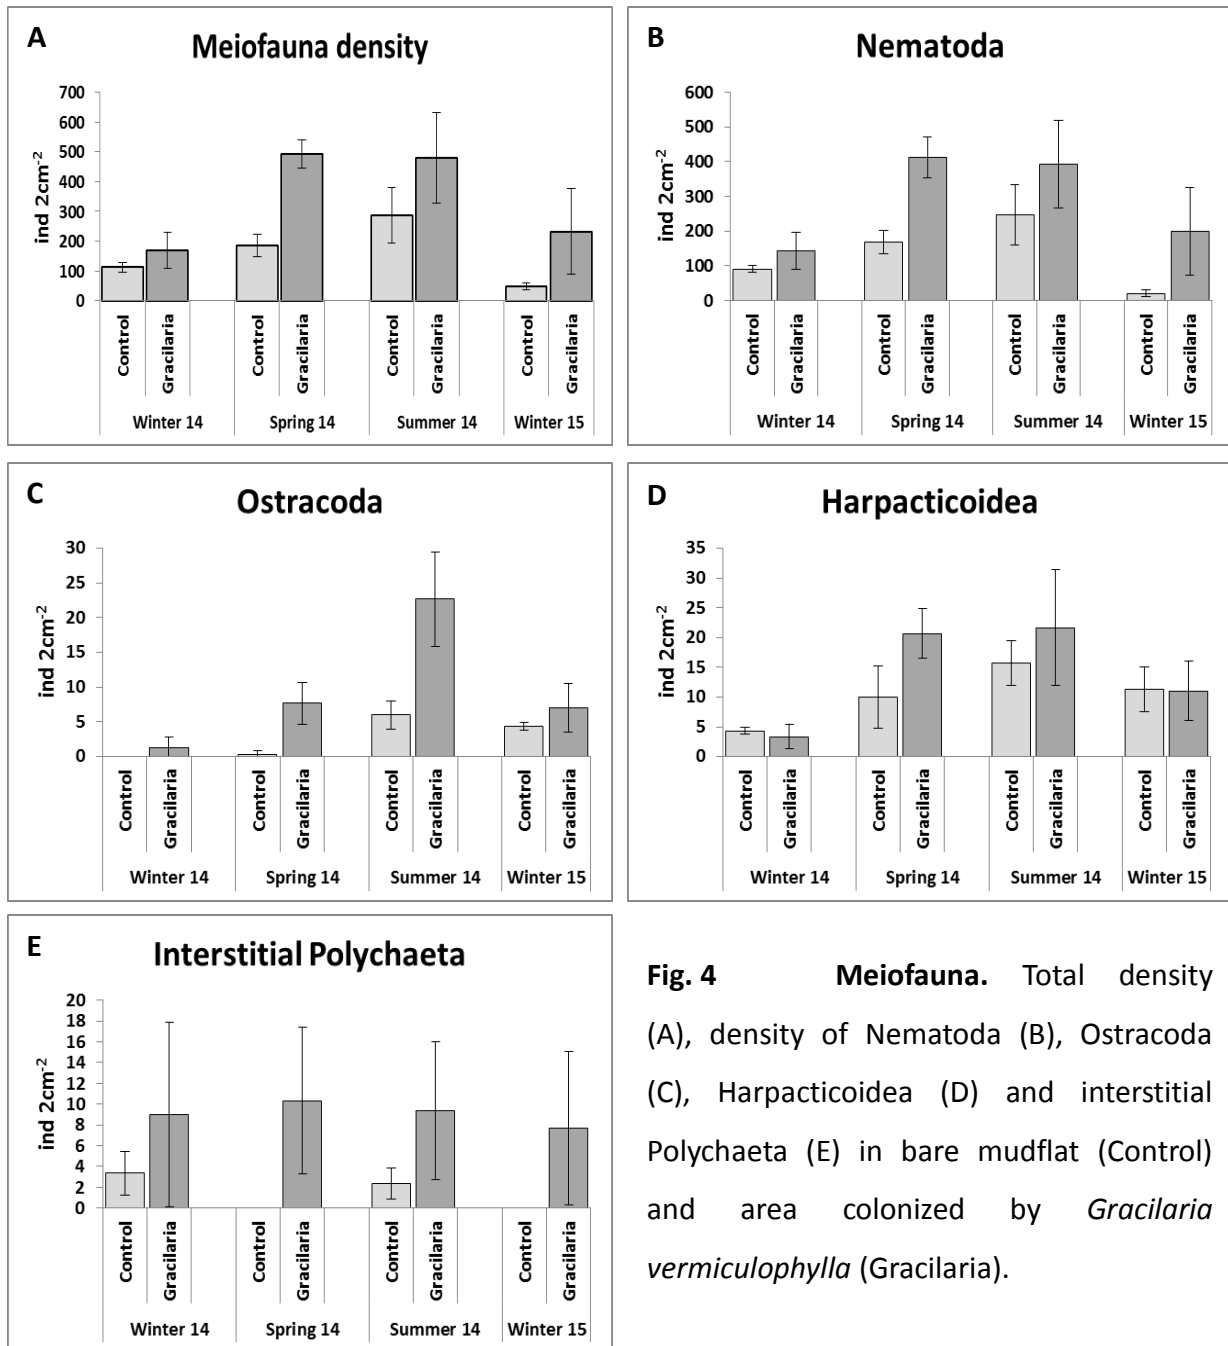 A
Meiofauna density
700
600
500
400
300
200
100
0
ind 2cm⁻²
Control
Gracilaria
Control
Gracilaria
Control
Gracilaria
Control
Gracilaria
Winter 14
Spring 14
Summer 14
Winter 15
B
Nematoda
600
500
400
300
200
100
0
ind 2cm⁻²
Control
Gracilaria
Control
Gracilaria
Control
Gracilaria
Control
Gracilaria
Winter 14
Spring 14
Summer 14
Winter 15
C
Ostracoda
30
25
20
15
10
5
0
ind 2cm⁻²
Control
Gracilaria
Control
Gracilaria
Control
Gracilaria
Control
Gracilaria
Winter 14
Spring 14
Summer 14
Winter 15
D
Harpacticoidea
35
30
25
20
15
10
5
0
ind 2cm⁻²
Control
Gracilaria
Control
Gracilaria
Control
Gracilaria
Control
Gracilaria
Winter 14
Spring 14
Summer 14
Winter 15
E
Interstitial Polychaeta
20
18
16
14
12
10
8
6
4
2
0
ind 2cm⁻²
Control
Gracilaria
Control
Gracilaria
Control
Gracilaria
Control
Gracilaria
Winter 14
Spring 14
Summer 14
Winter 15
Fig. 4 Meiofauna. Total density
(A), density of Nematoda (B), Ostracoda
(C), Harpacticoidea (D) and interstitial
Polychaeta (E) in bare mudflat (Control)
and area colonized by Gracilaria
vermiculophylla (Gracilaria).